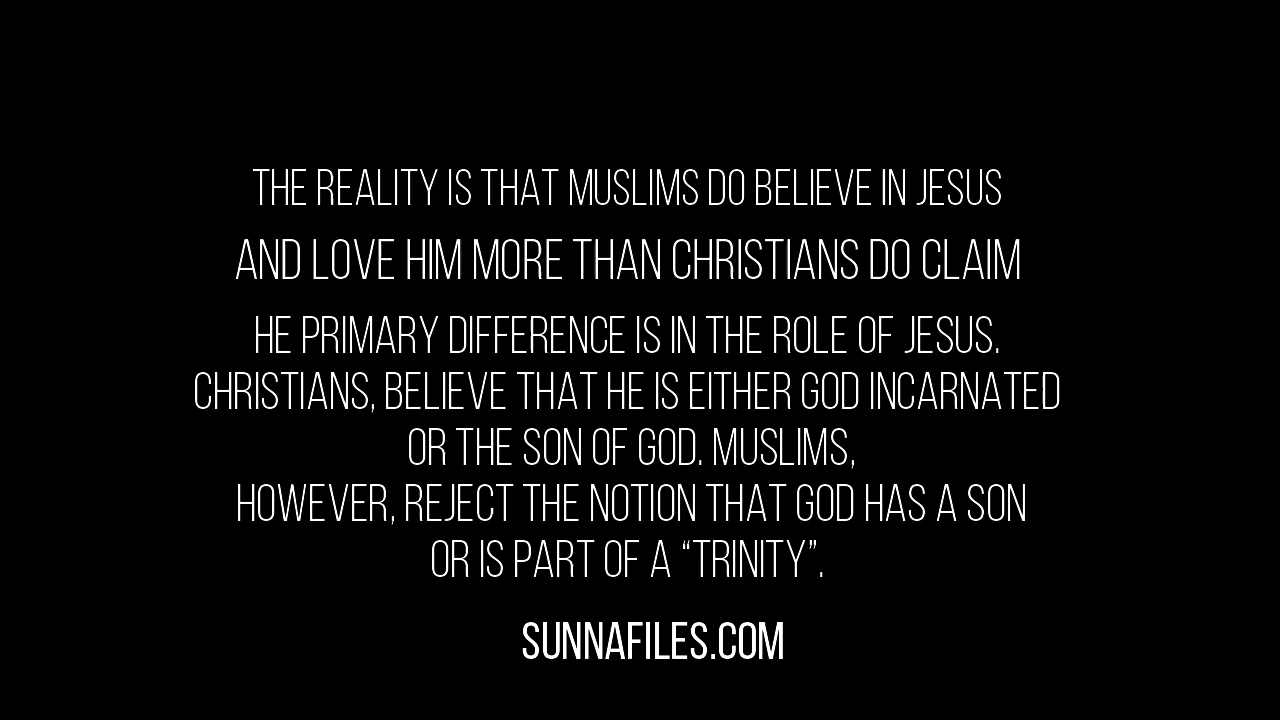 THE REALITY IS THAT MUSLIMS DO BELIEVE IN JESUS
AND LOVE HIM MORE THAN CHRISTIANS DO CLAIM
HE PRIMARY DIFFERENCE IS IN THE ROLE OF JESUS.
CHRISTIANS, BELIEVE THAT HE IS EITHER GOD INCARNATED
OR THE SON OF GOD. MUSLIMS,
HOWEVER, REJECT THE NOTION THAT GOD HAS A SON
OR IS PART OF A “TRINITY”.
SUNNAFILES.COM